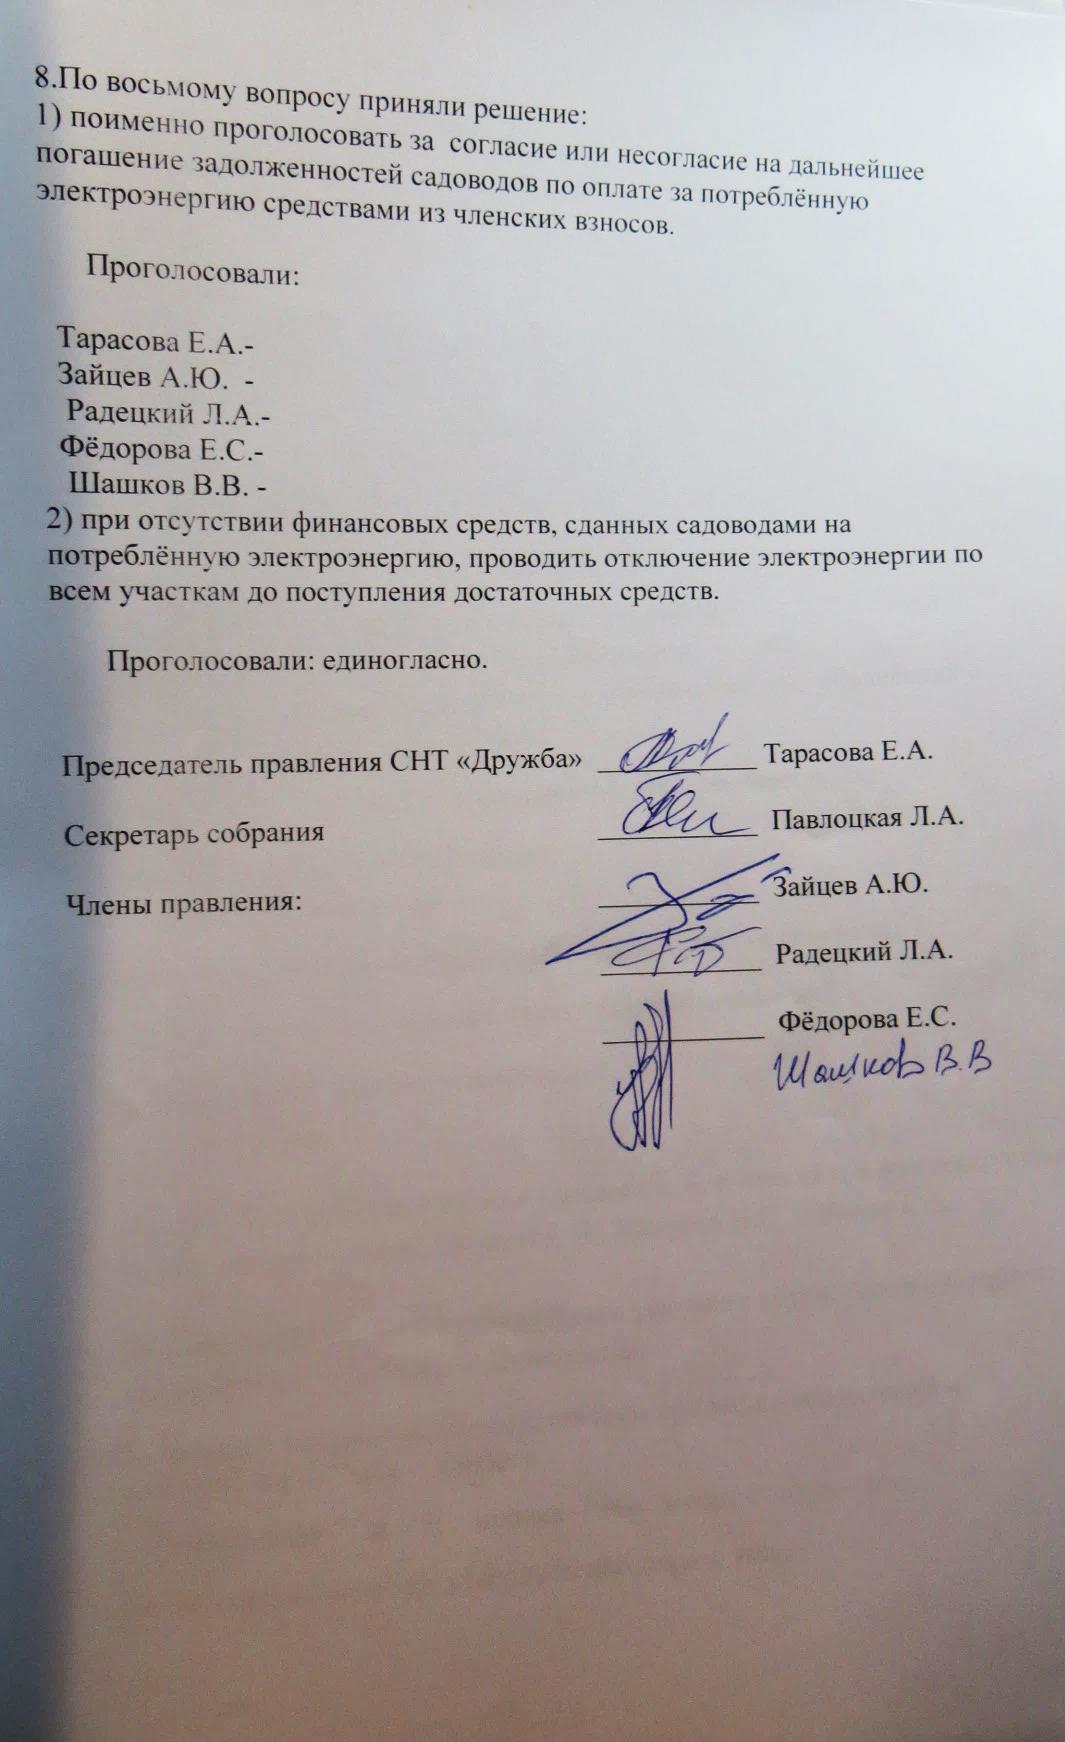 8.По восьмому вопросу приняли решение:
1) поименно проголосовать за согласие или несогласие на дальнейшее
погашение задолженностей садоводов по оплате за потреблённую
электроэнергию средствами из членских взносов.
Проголосовали:
Тарасова Е.А.-
Зайцев А.Ю. -
Радецкий Л.А.-
Фёдорова Е.С.-
Шашков В.В. -
2) при отсутствии финансовых средств, сданных садоводами на
потреблённую электроэнергию, проводить отключение электроэнергии по
всем участкам до поступления достаточных средств.
Проголосовали: единогласно.
Председатель правления СНТ «Дружба» Тарасова Е.А.
Секретарь собрания Павлоцкая Л.А.
Члены правления: Зайцев А.Ю.
Радецкий Л.А.
Фёдорова Е.С.
Шашков В.В